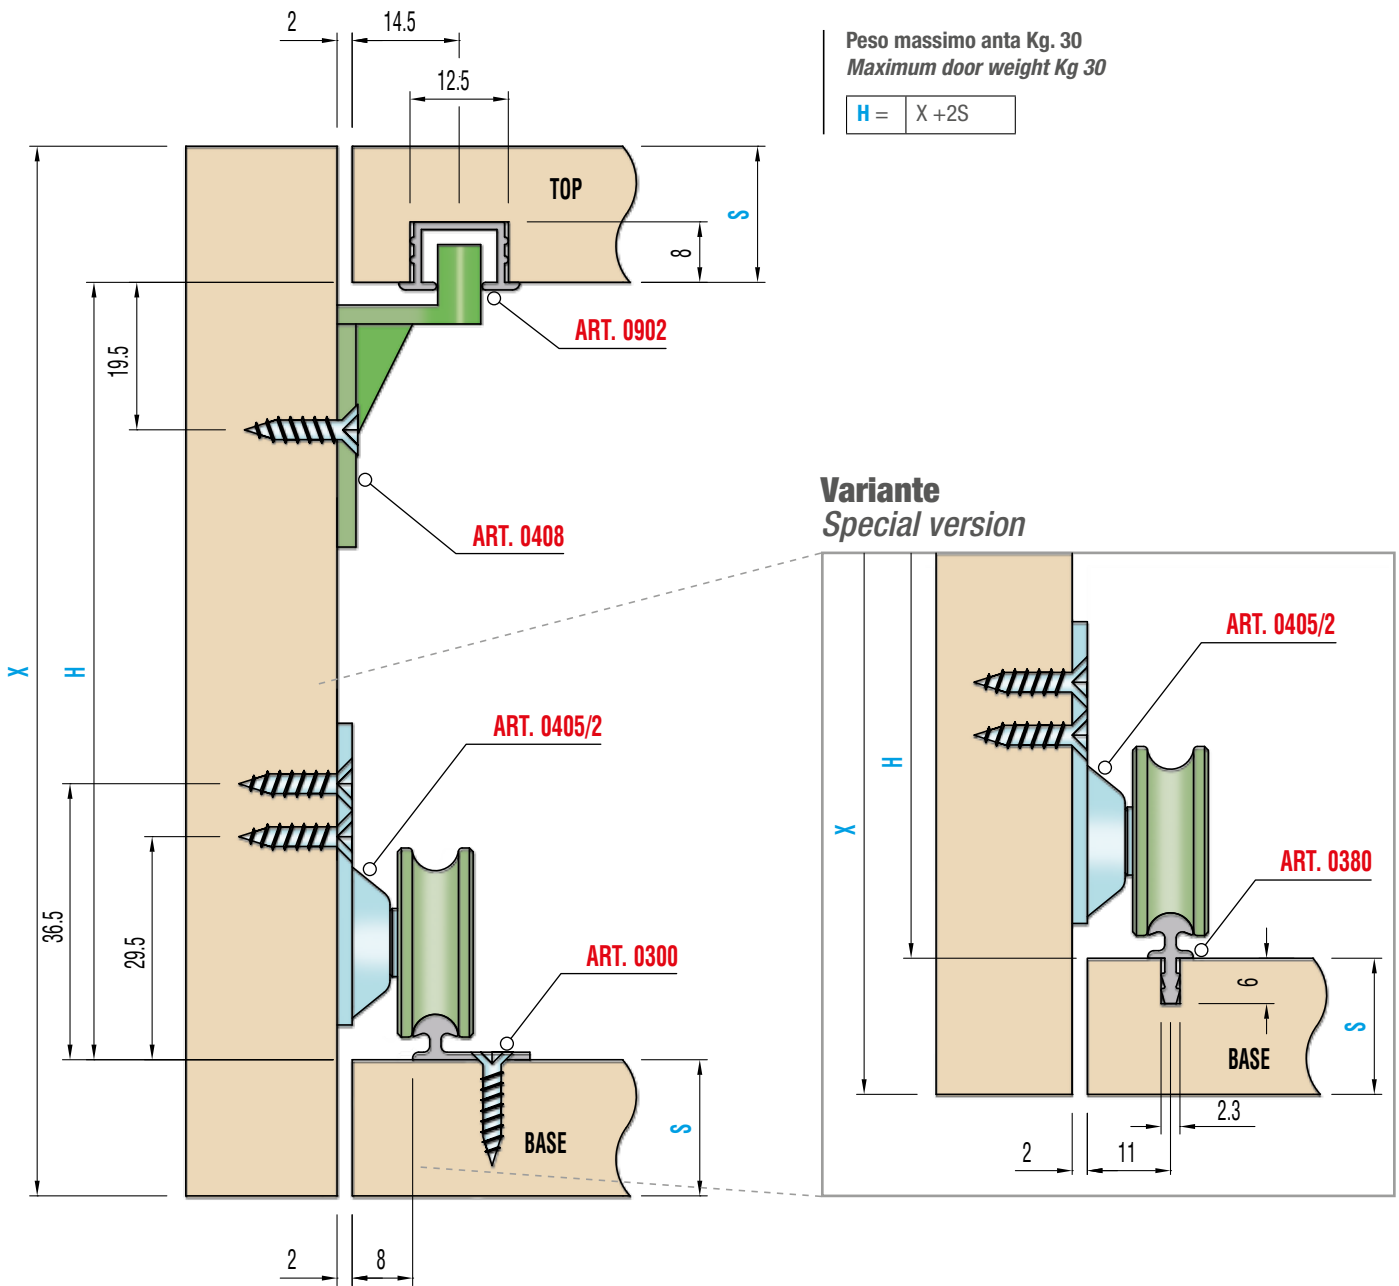 2
14.5
12.5
Peso massimo anta Kg. 30
Maximum door weight Kg 30
H = X +2S
TOP
S
8
ART. 0902
19.5
ART. 0408
Variante
Special version
X
H
ART. 0405/2
ART. 0405/2
H
X
ART. 0380
36.5
29.5
ART. 0300
6
S
BASE
2.3
2
11
BASE
S
2
8